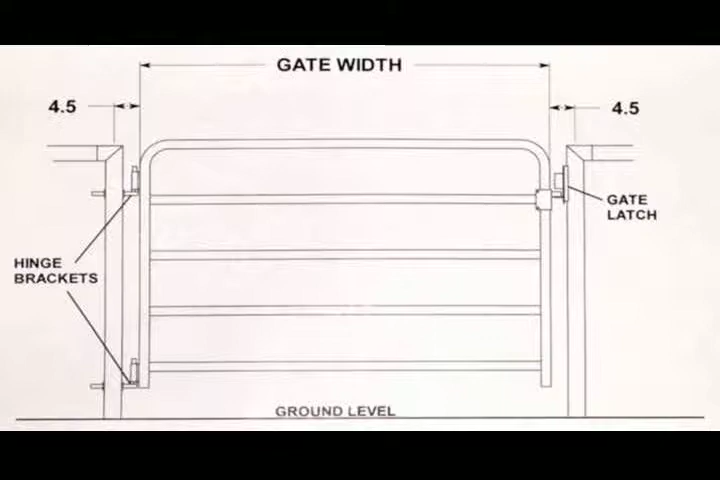 GATE WIDTH
4.5
4.5
GATE
LATCH
HINGE
BRACKETS
GROUND LEVEL